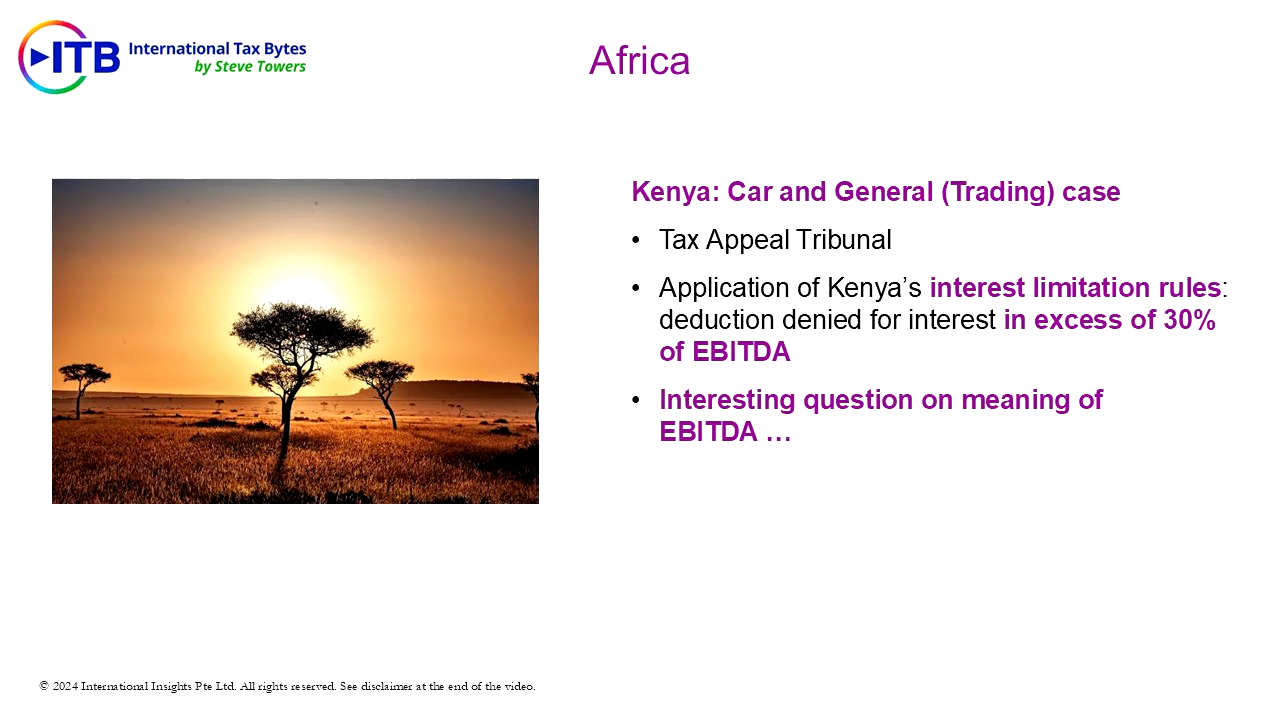 ITB International Tax Bytes
by Steve Towers
Africa
Kenya: Car and General (Trading) case
• Tax Appeal Tribunal
• Application of Kenya’s interest limitation rules:
deduction denied for interest in excess of 30%
of EBITDA
• Interesting question on meaning of
EBITDA …
© 2024 International Insights Pte Ltd. All rights reserved. See disclaimer at the end of the video.